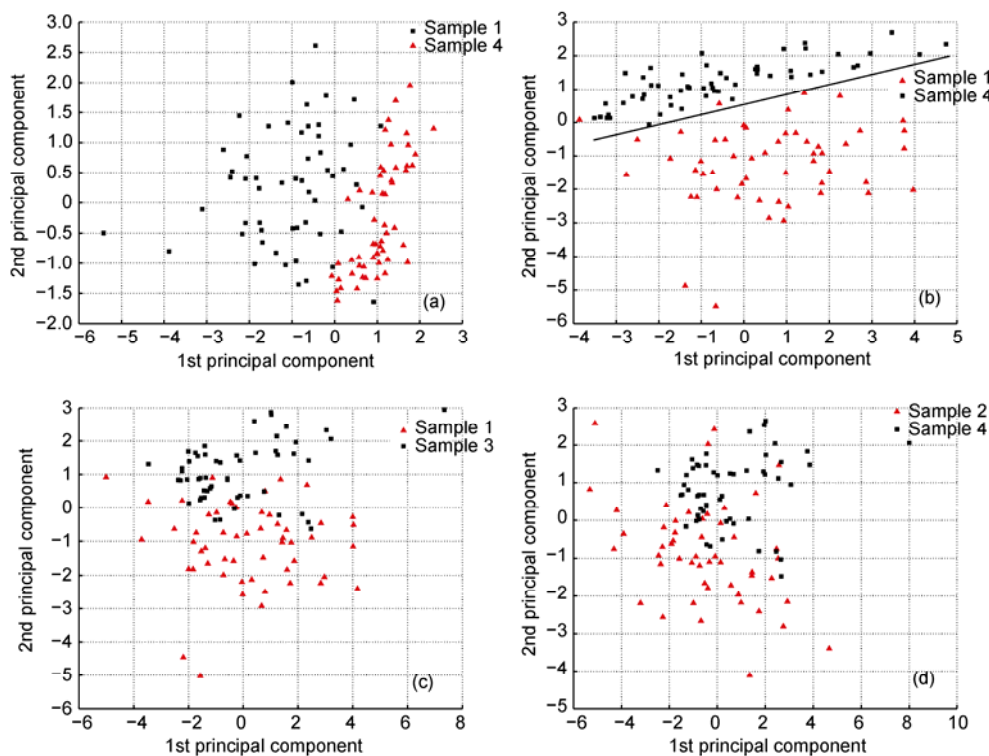 3.0
2.5
2.0
1.5
1.0
0.5
0
−0.5
−1.0
−1.5
−2.0
2nd principal component
Sample 1
Sample 4
(a)
−6 −5 −4 −3 −2 −1 0 1 2 3
1st principal component
3
2
1
0
−1
−2
−3
−4
−5
−6
2nd principal component
Sample 1
Sample 4
(b)
−4 −3 −2 −1 0 1 2 3 4 5
1st principal component
3
2
1
0
−1
−2
−3
−4
−5
−6
2nd principal component
Sample 1
Sample 3
(c)
−6 −4 −2 0 2 4 6 8
1st principal component
3
2
1
0
−1
−2
−3
−4
−5
2nd principal component
Sample 2
Sample 4
(d)
−6 −4 −2 0 2 4 6 8 10
1st principal component